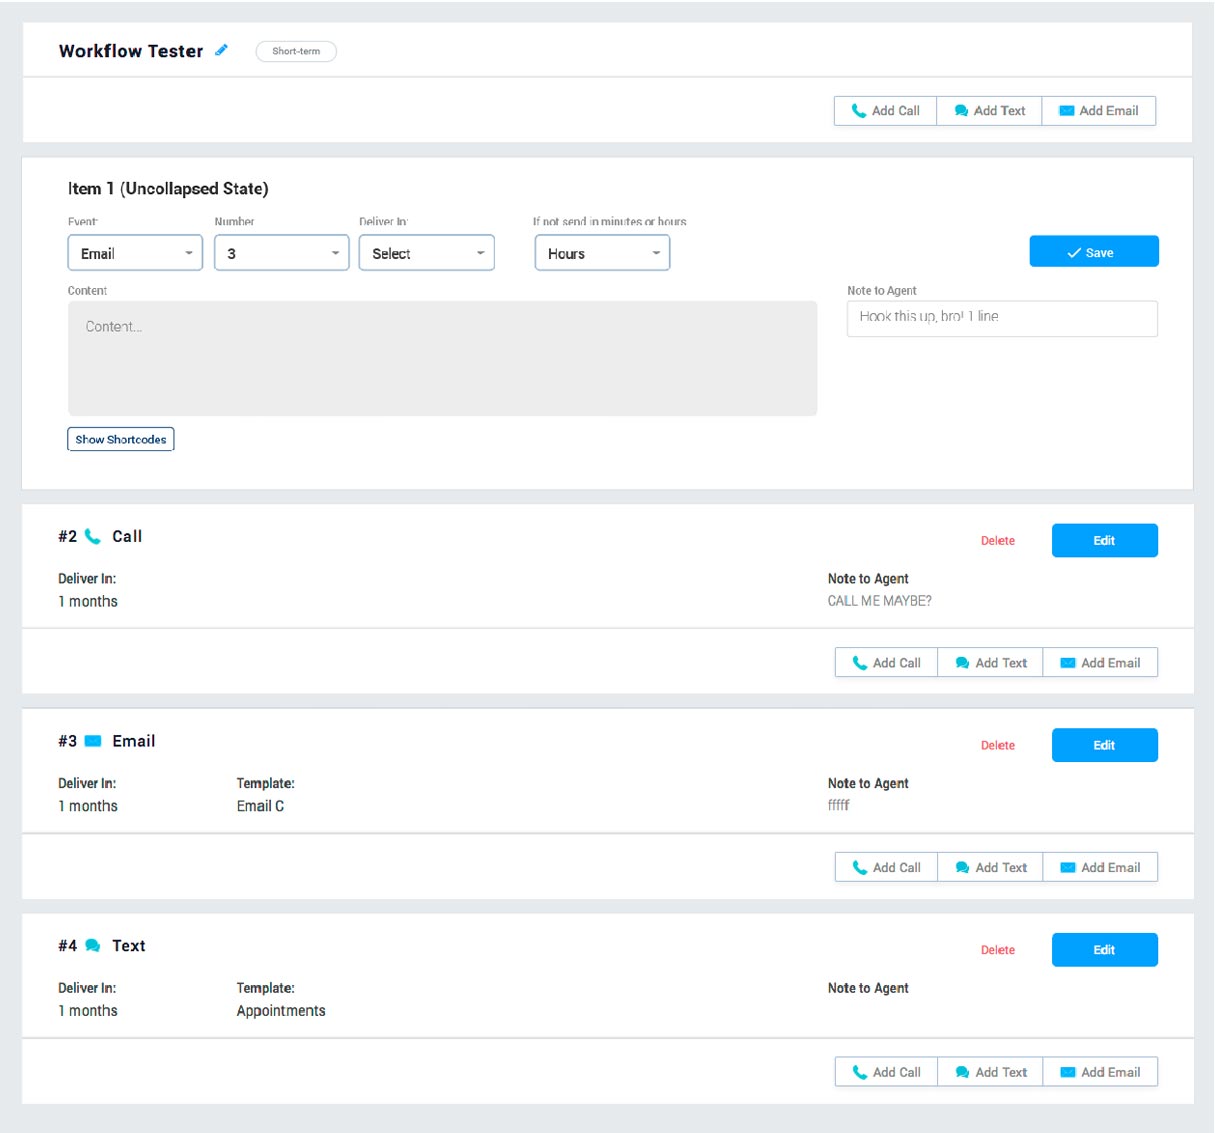 Workflow Tester Short-term
Add Call Add Text Add Email
Item 1 (Uncollapsed State)
Event: Number Deliver In: If not send in minutes or hours
Email 3 Select Hours Save
Content Note to Agent
Content... Hook this up, bro! 1 line
Show Shortcodes
#2 Call Delete Edit
Deliver In: Note to Agent
1 months CALL ME MAYBE?
Add Call Add Text Add Email
#3 Email Delete Edit
Deliver In: Template: Note to Agent
1 months Email C fffff
Add Call Add Text Add Email
#4 Text Delete Edit
Deliver In: Template: Note to Agent
1 months Appointments
Add Call Add Text Add Email